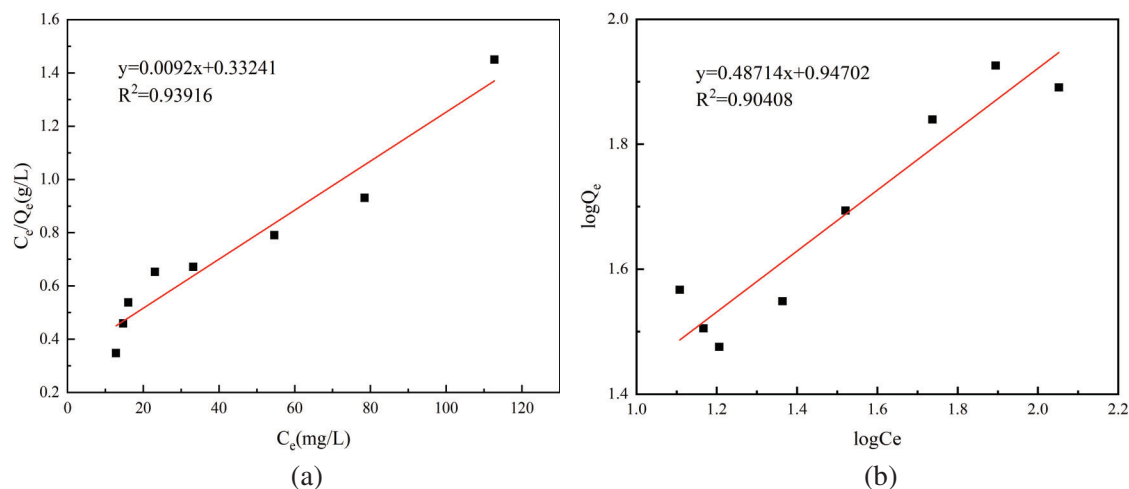 y=0.0092x+0.33241
R²=0.93916
1.6
1.4
1.2
1.0
0.8
0.6
0.4
0.2
0 20 40 60 80 100 120
Cₑ/Qₑ(g/L)
Cₑ(mg/L)
(a)
y=0.48714x+0.94702
R²=0.90408
2.0
1.8
1.6
1.4
1.0 1.2 1.4 1.6 1.8 2.0 2.2
logQₑ
logCe
(b)